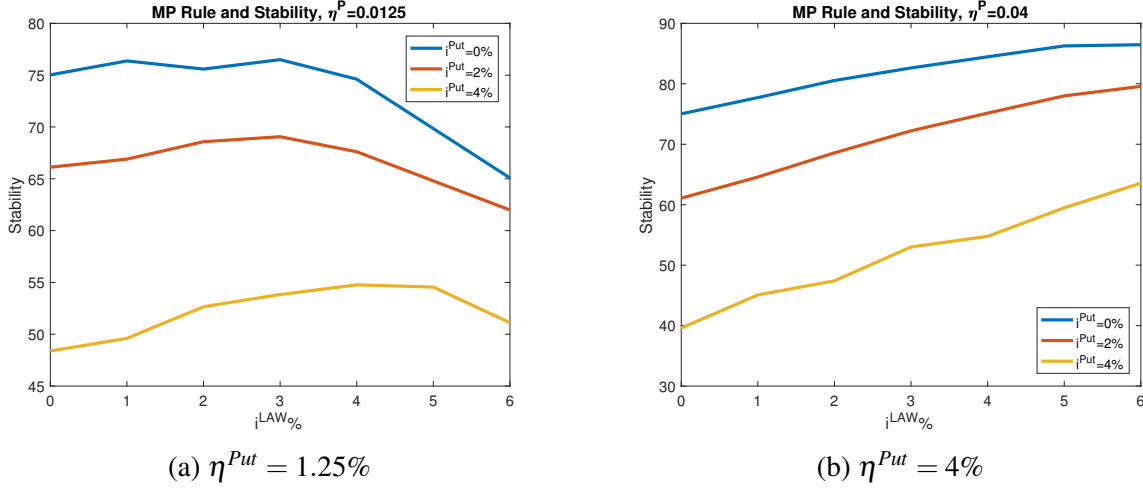 MP Rule and Stability, η^P=0.0125
80
75
70
65
60
55
50
45
Stability
0 1 2 3 4 5 6
i^LAW%
i^Put=0%
i^Put=2%
i^Put=4%
(a) η^Put = 1.25%
MP Rule and Stability, η^P=0.04
90
80
70
60
50
40
30
Stability
0 1 2 3 4 5 6
i^LAW%
i^Put=0%
i^Put=2%
i^Put=4%
(b) η^Put = 4%